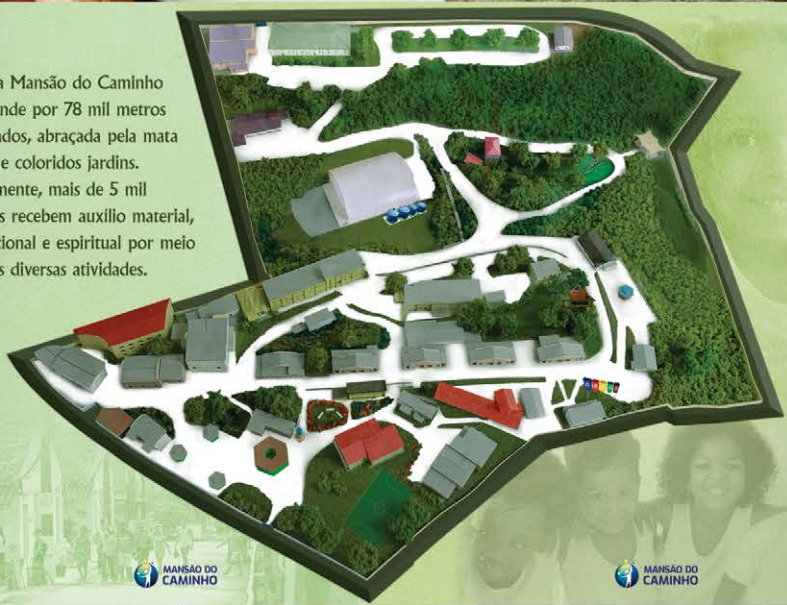 a Mansão do Caminho
nde por 78 mil metros
dos, abraçada pela mata
e coloridos jardins.
mente, mais de 5 mil
s recebem auxílio material,
cional e espiritual por meio
s diversas atividades.
MANSÃO DO
CAMINHO
MANSÃO DO
CAMINHO